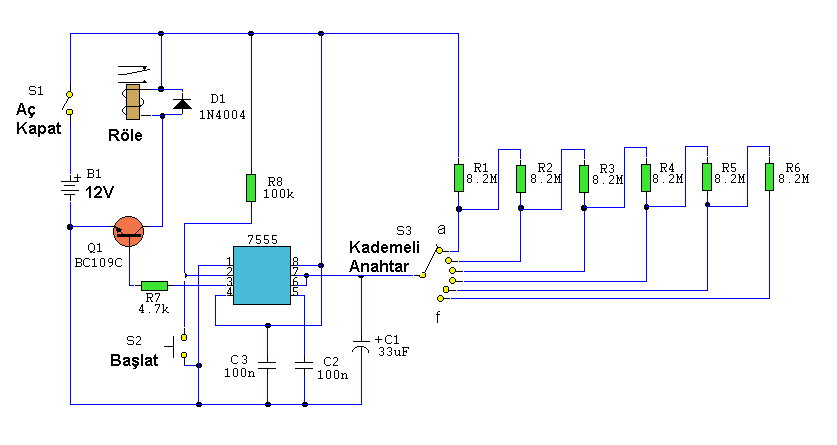 S1
Aç
Kapat
Röle
D1
1N4004
+
B1
12V
R8
100k
Q1
BC109C
R7
4.7k
7555
1
2
3
4
8
7
6
5
S2
Başlat
C3
100n
C2
100n
+C1
33uF
S3
Kademeli
Anahtar
a
f
R1
8.2M
R2
8.2M
R3
8.2M
R4
8.2M
R5
8.2M
R6
8.2M